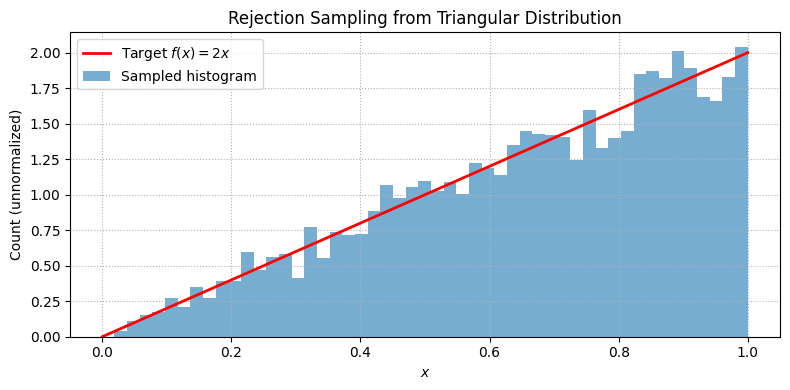 Rejection Sampling from Triangular Distribution
Target f(x) = 2x
Sampled histogram
Count (unnormalized)
2.00
1.75
1.50
1.25
1.00
0.75
0.50
0.25
0.00
0.0 0.2 0.4 0.6 0.8 1.0
x